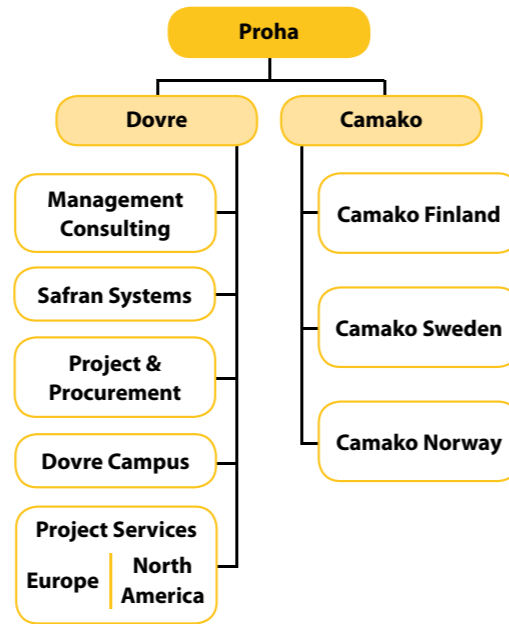 Proha
Dovre
Camako
Management
Consulting
Safran Systems
Project &
Procurement
Dovre Campus
Project Services
Europe
North
America
Camako Finland
Camako Sweden
Camako Norway